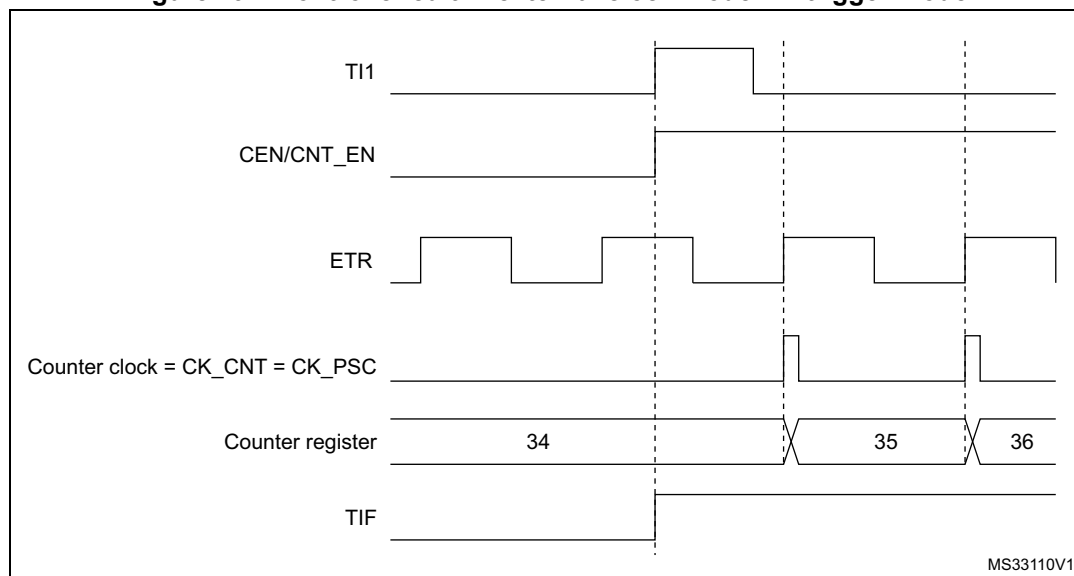 TI1
CEN/CNT_EN
ETR
Counter clock = CK_CNT = CK_PSC
Counter register 34 35 36
TIF
MS33110V1